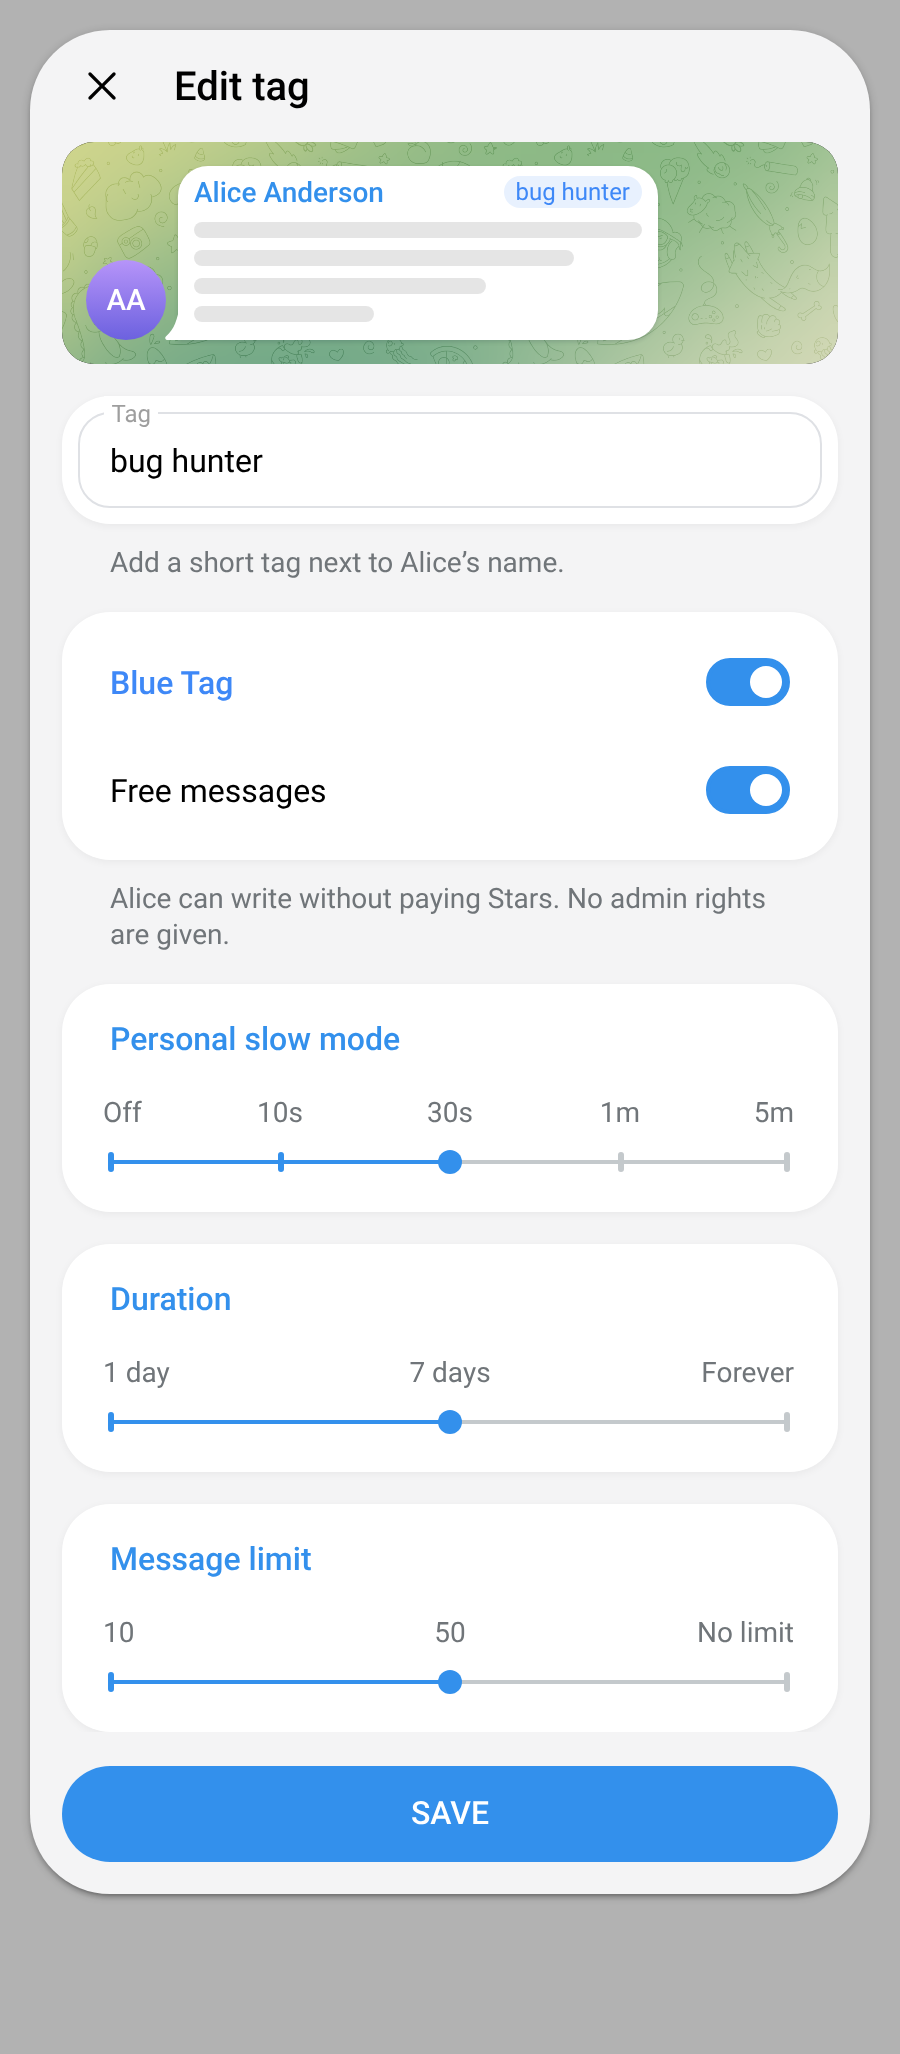 Edit tag
Alice Anderson bug hunter
AA
Tag
bug hunter
Add a short tag next to Alice’s name.
Blue Tag
Free messages
Alice can write without paying Stars. No admin rights
are given.
Personal slow mode
Off 10s 30s 1m 5m
Duration
1 day 7 days Forever
Message limit
10 50 No limit
SAVE